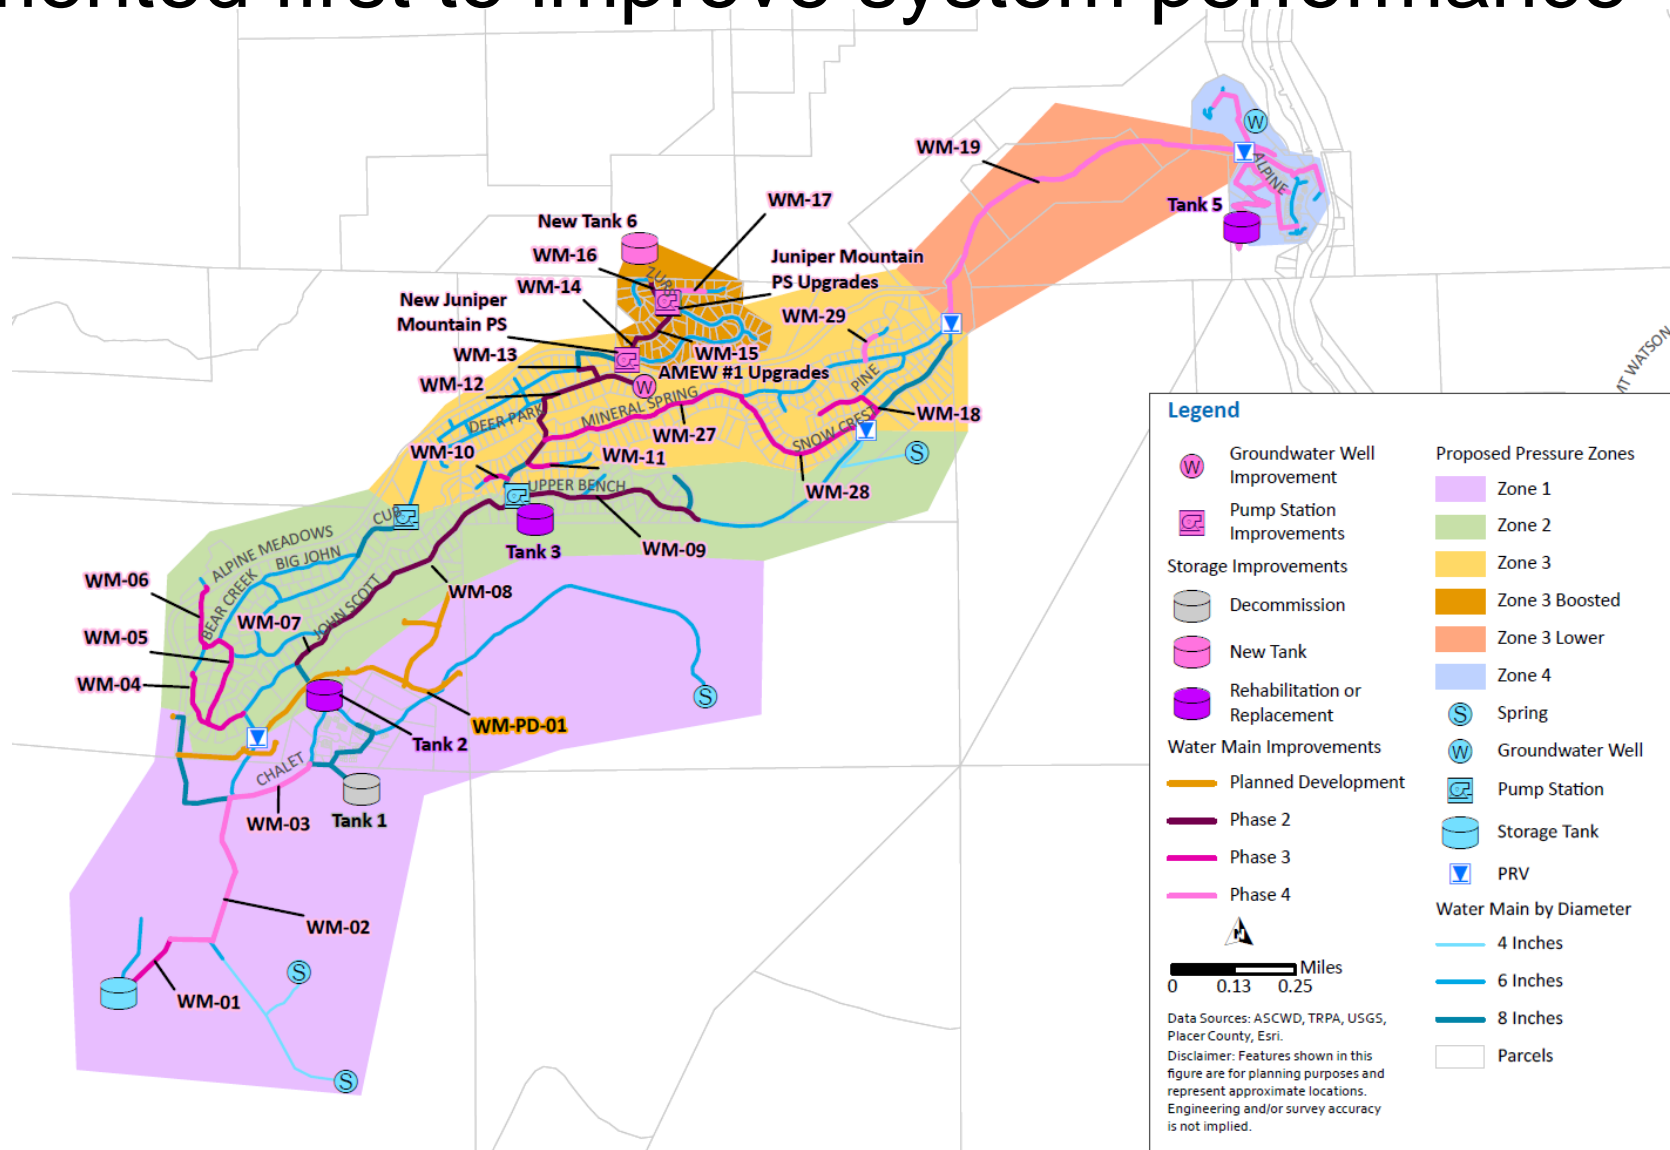 first to improve system performance
WM-19
WM-17
New Tank 6
Tank 5
ALPINE
WM-16
Juniper Mountain
PS Upgrades
WM-14
New Juniper
Mountain PS
WM-29
WM-13
WM-15
AMEW #1 Upgrades
WM-12
PINE
MT WATSON
DEER PARK
MINERAL SPRING
WM-18
WM-27
SNOW CREST
WM-10
WM-11
UPPER BENCH
WM-28
CUB
Tank 3
WM-09
ALPINE MEADOWS
BIG JOHN
WM-06
BEAR CREEK
WM-08
WM-07
JOHN SCOTT
WM-05
WM-04
WM-PD-01
Tank 2
CHALET
WM-03
Tank 1
WM-02
WM-01
W
W
S
S
S
S
Legend
W
Groundwater Well
Improvement
Pump Station
Improvements
Storage Improvements
Decommission
New Tank
Rehabilitation or
Replacement
Water Main Improvements
Planned Development
Phase 2
Phase 3
Phase 4
N
Miles
0 0.13 0.25
Data Sources: ASCWD, TRPA, USGS,
Placer County, Esri.
Disclaimer: Features shown in this
figure are for planning purposes and
represent approximate locations.
Engineering and/or survey accuracy
is not implied.
Proposed Pressure Zones
Zone 1
Zone 2
Zone 3
Zone 3 Boosted
Zone 3 Lower
Zone 4
S Spring
W Groundwater Well
Pump Station
Storage Tank
PRV
Water Main by Diameter
4 Inches
6 Inches
8 Inches
Parcels